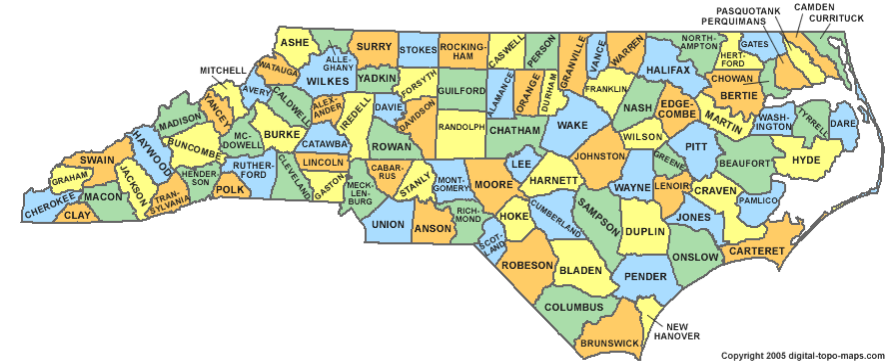 PASQUOTANK
PERQUIMANS
CAMDEN
CURRITUCK
ASHE
ALLE-
GHANY
SURRY
STOKES
ROCKING-
HAM
CASWELL
PERSON
GRANVILLE
VANCE
WARREN
NORTH-
AMPTON
HERT-
FORD
GATES
MITCHELL
WATAUGA
WILKES
YADKIN
FORSYTH
GUILFORD
ALAMANCE
ORANGE
DURHAM
FRANKLIN
HALIFAX
CHOWAN
BERTIE
AVERY
CALDWELL
ALEX-
ANDER
IREDELL
DAVIE
DAVIDSON
RANDOLPH
CHATHAM
WAKE
NASH
EDGE-
COMBE
MARTIN
WASH-
INGTON
TYRRELL
DARE
YANCEY
MADISON
BUNCOMBE
MC-
DOWELL
BURKE
CATAWBA
ROWAN
WILSON
PITT
BEAUFORT
HYDE
HAYWOOD
SWAIN
GRAHAM
JACKSON
HENDER-
SON
RUTHER-
FORD
CLEVELAND
LINCOLN
GASTON
CABAR-
RUS
STANLY
MONT-
GOMERY
MOORE
LEE
HARNETT
JOHNSTON
WAYNE
GREENE
LENOIR
CRAVEN
PAMLICO
CHEROKEE
CLAY
MACON
TRAN-
SYLVANIA
POLK
MECK-
LEN-
BURG
UNION
ANSON
RICH-
MOND
SCOT-
LAND
HOKE
CUMBERLAND
SAMPSON
DUPLIN
JONES
CARTERET
ONSLOW
ROBESON
BLADEN
PENDER
COLUMBUS
BRUNSWICK
NEW
HANOVER
Copyright 2005 digital-topo-maps.com